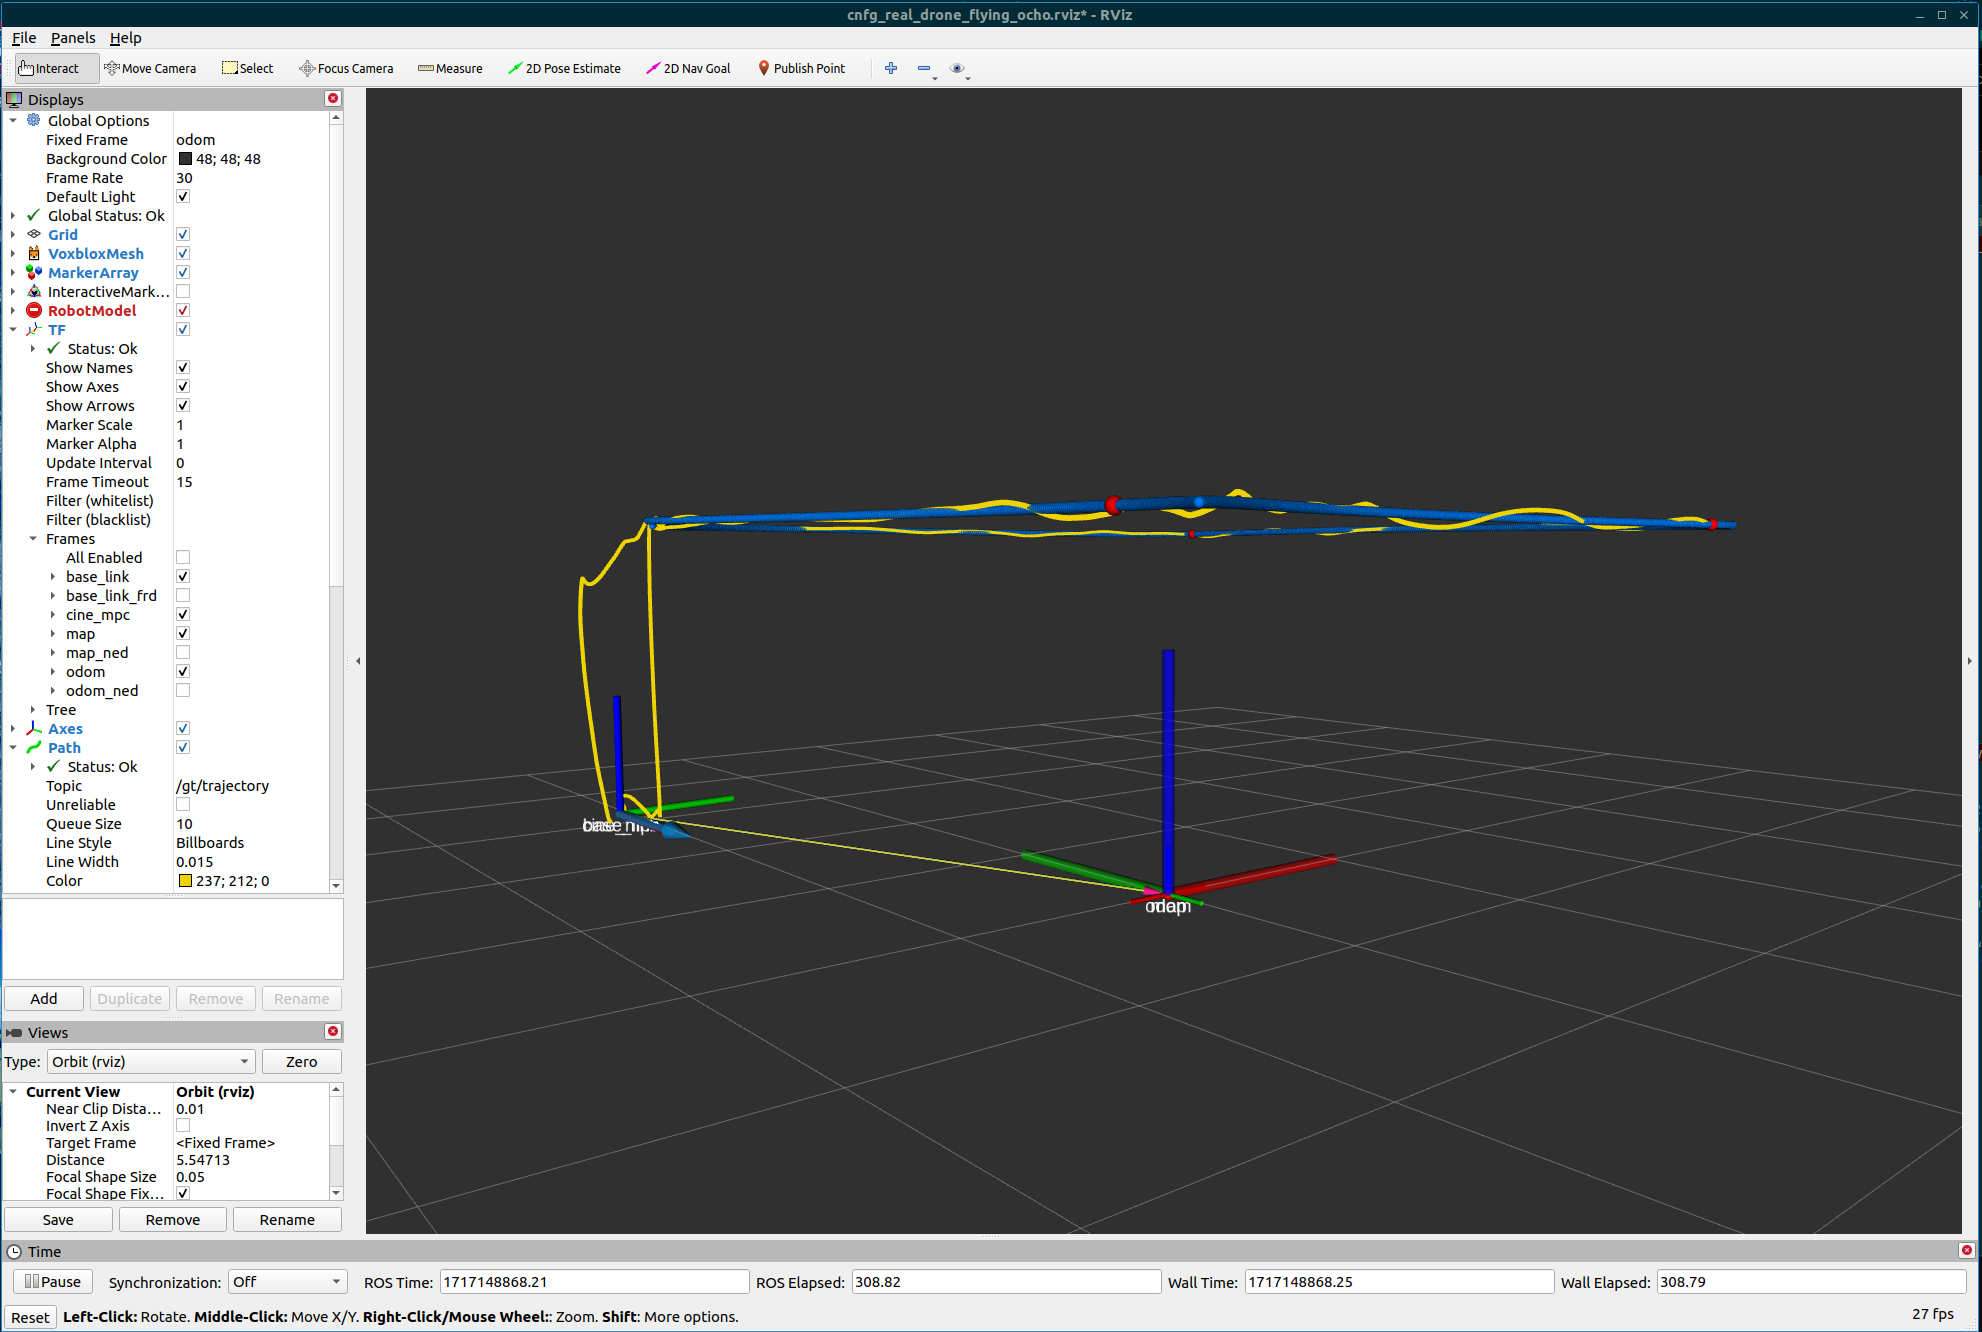 cnfg_real_drone_flying_ocho.rviz* - RViz
File Panels Help
Interact Move Camera Select Focus Camera Measure 2D Pose Estimate 2D Nav Goal Publish Point
Displays
Global Options
Fixed Frame odom
Background Color 48; 48; 48
Frame Rate 30
Default Light
Global Status: Ok
Grid
VoxbloxMesh
MarkerArray
InteractiveMark...
RobotModel
TF
Status: Ok
Show Names
Show Axes
Show Arrows
Marker Scale 1
Marker Alpha 1
Update Interval 0
Frame Timeout 15
Filter (whitelist)
Filter (blacklist)
Frames
All Enabled
base_link
base_link_frd
cine_mpc
map
map_ned
odom
odom_ned
Tree
Axes
Path
Status: Ok
Topic /gt/trajectory
Unreliable
Queue Size 10
Line Style Billboards
Line Width 0.015
Color 237; 212; 0
Add Duplicate Remove Rename
Views
Type: Orbit (rviz) Zero
Current View Orbit (rviz)
Near Clip Dista... 0.01
Invert Z Axis
Target Frame <Fixed Frame>
Distance 5.54713
Focal Shape Size 0.05
Focal Shape Fix...
Save Remove Rename
Time
Pause Synchronization: Off ROS Time: 1717148868.21 ROS Elapsed: 308.82 Wall Time: 1717148868.25 Wall Elapsed: 308.79
Reset Left-Click: Rotate. Middle-Click: Move X/Y. Right-Click/Mouse Wheel:: Zoom. Shift: More options. 27 fps